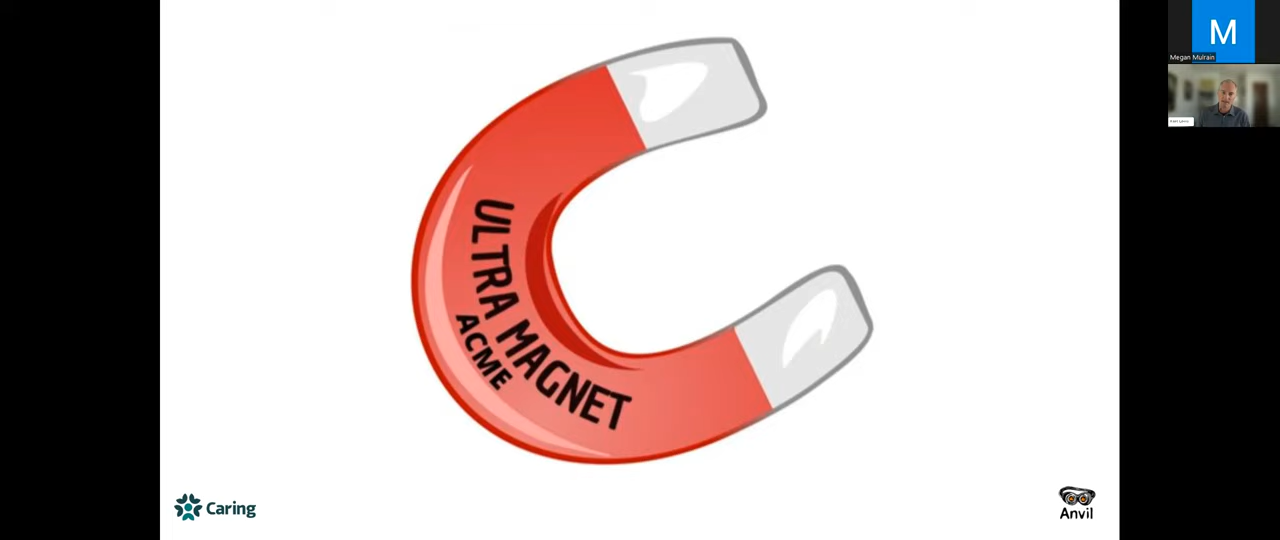 M
Megan Mulrain
ULTRA MAGNET
ACME
Caring
Anvil